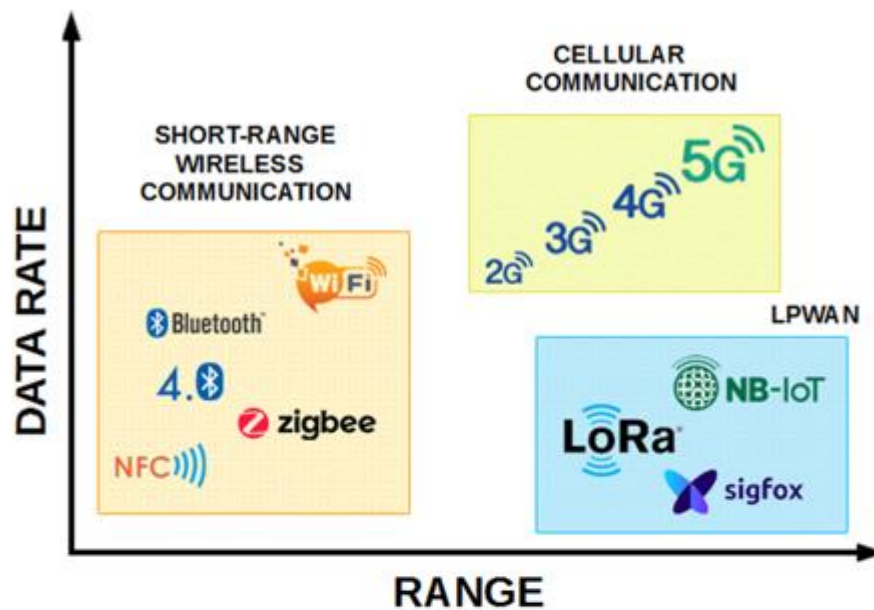 CELLULAR
COMMUNICATION
SHORT-RANGE
WIRELESS
COMMUNICATION
5G
4G
3G
2G
WiFi
Bluetooth™
4.0
zigbee
NFC
LPWAN
NB-IoT
LoRa
sigfox
DATA RATE
RANGE